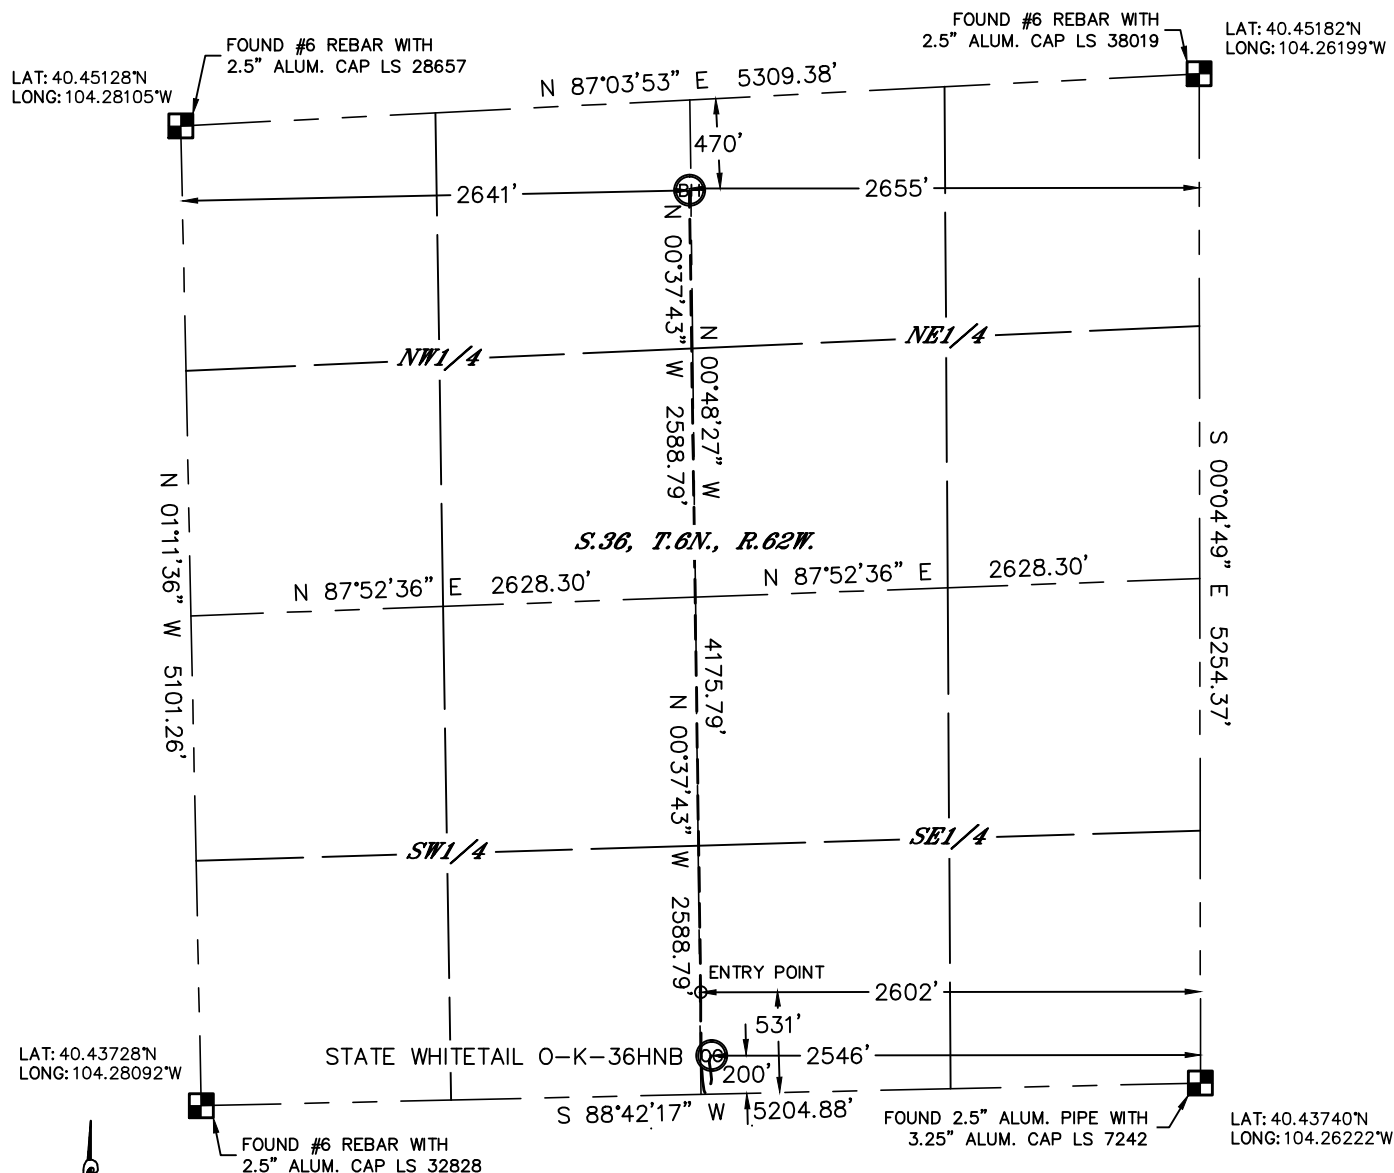 FOUND #6 REBAR WITH
2.5" ALUM. CAP LS 28657
LAT: 40.45128°N
LONG: 104.28105°W
FOUND #6 REBAR WITH
2.5" ALUM. CAP LS 38019
LAT: 40.45182°N
LONG: 104.26199°W
N 87°03'53" E 5309.38'
470'
2641'
BH
2655'
N 00°37'43" W 2588.79'
N 00°48'27" W
4175.79'
NW1/4
NE1/4
N 01°11'36" W 5101.26'
S 00°04'49" E 5254.37'
S.36, T.6N., R.62W.
N 87°52'36" E 2628.30'
N 87°52'36" E 2628.30'
N 00°37'43" W 2588.79'
SW1/4
SE1/4
ENTRY POINT
2602'
531'
STATE WHITETAIL O-K-36HNB
2546'
200'
S 88°42'17" W 5204.88'
LAT: 40.43728°N
LONG: 104.28092°W
FOUND #6 REBAR WITH
2.5" ALUM. CAP LS 32828
FOUND 2.5" ALUM. PIPE WITH
3.25" ALUM. CAP LS 7242
LAT: 40.43740°N
LONG: 104.26222°W